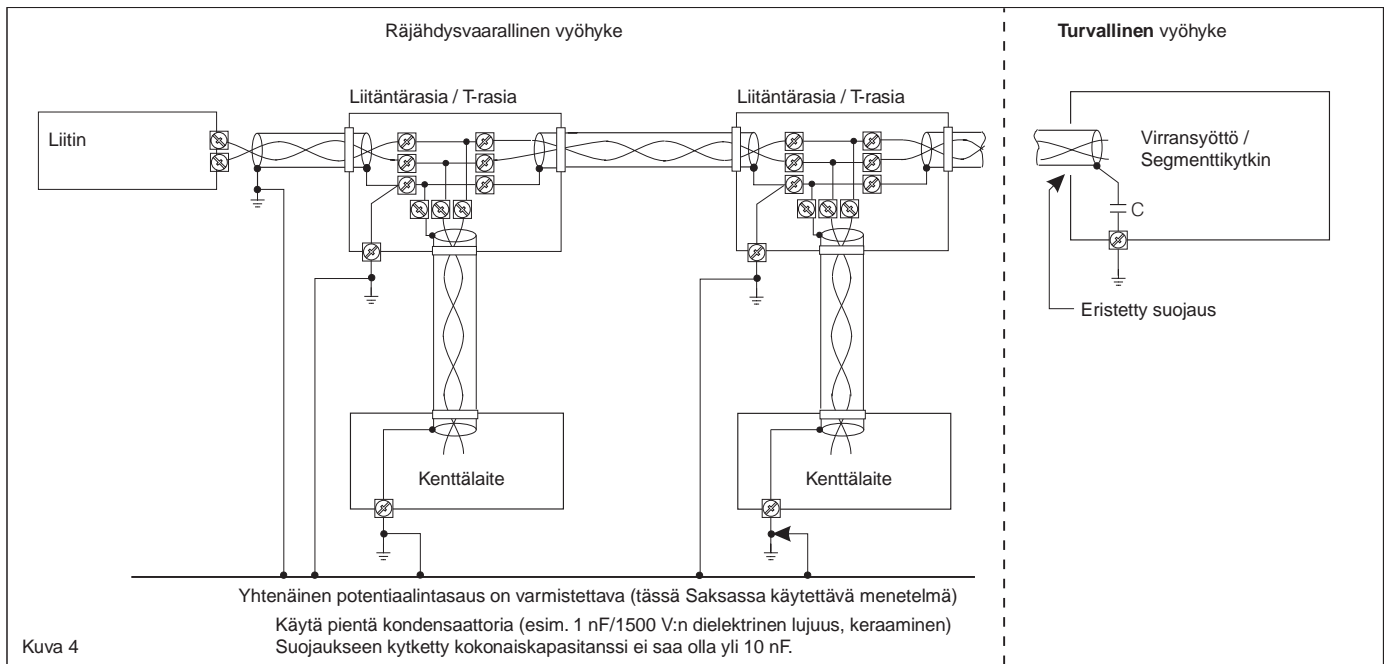 Räjähdysvaarallinen vyöhyke
Turvallinen vyöhyke
Liitäntärasia / T-rasia
Liitäntärasia / T-rasia
Liitin
Virransyöttö /
Segmenttikytkin
C
Eristetty suojaus
Kenttälaite
Kenttälaite
Yhtenäinen potentiaalintasaus on varmistettava (tässä Saksassa käytettävä menetelmä)
Käytä pientä kondensaattoria (esim. 1 nF/1500 V:n dielektrinen lujuus, keraaminen)
Suojaukseen kytketty kokonaiskapasitanssi ei saa olla yli 10 nF.
Kuva 4